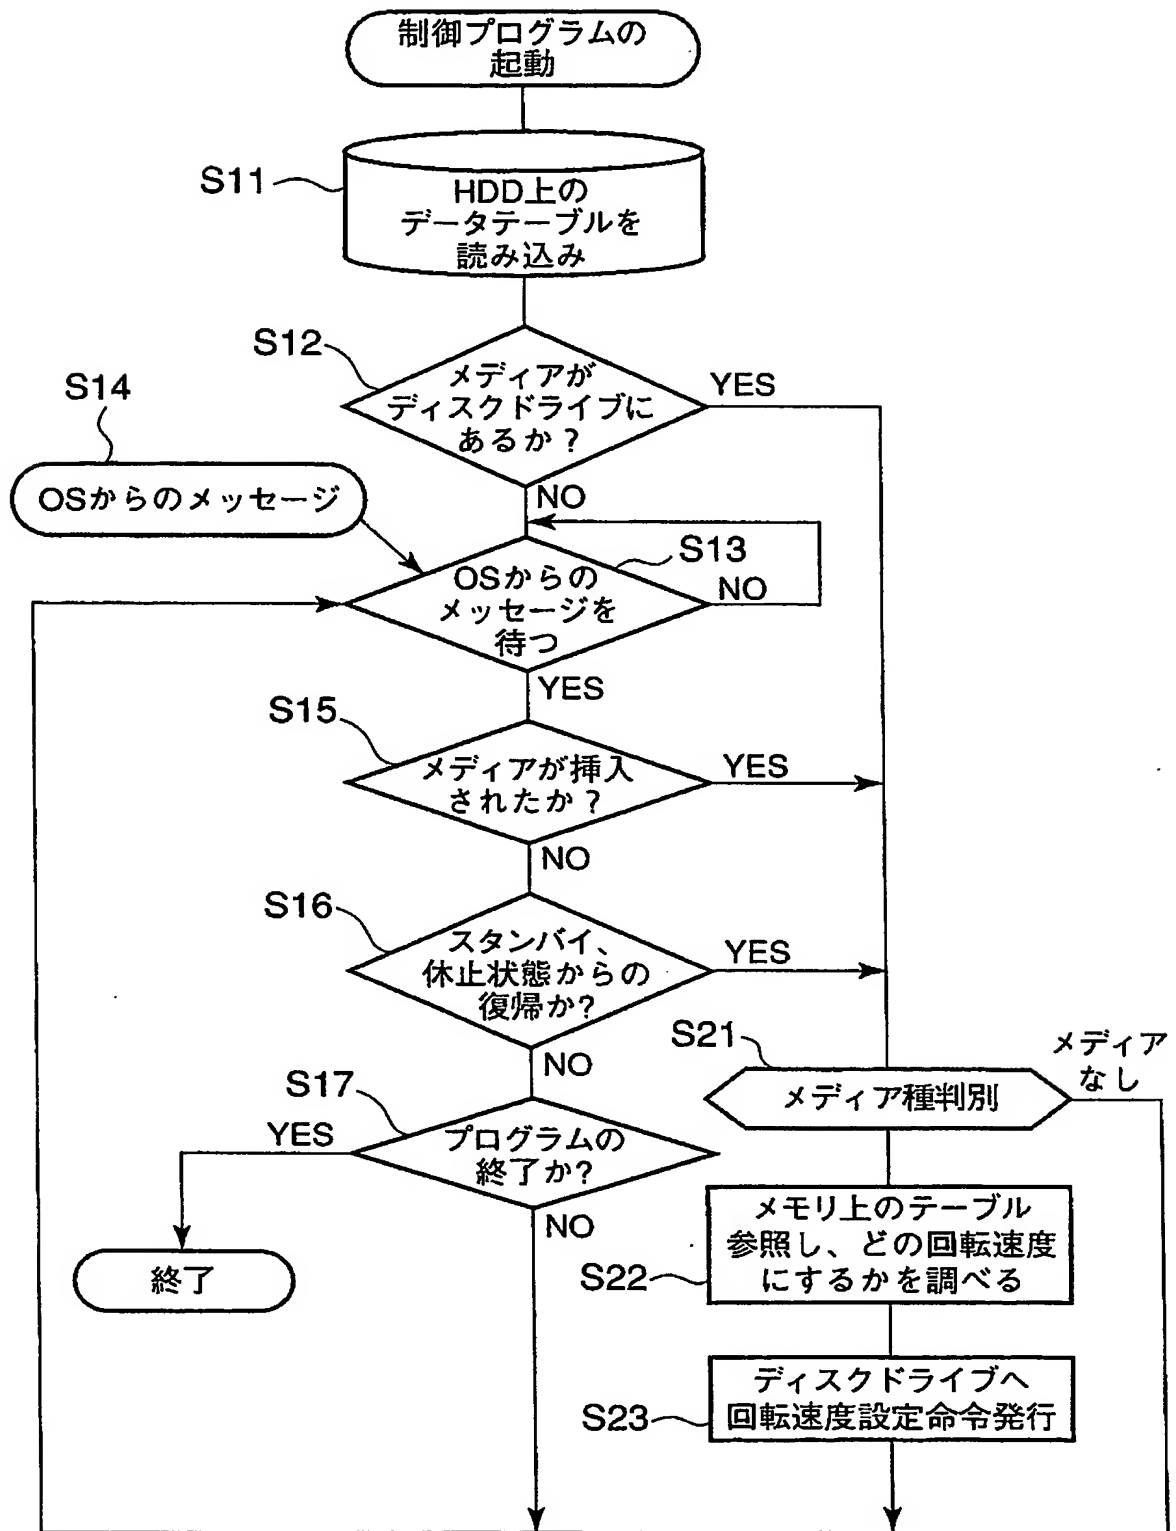 制御プログラムの
起動
S11
HDD上の
データテーブルを
読み込み
S12
メディアが
ディスクドライブに
あるか？
YES
NO
S14
OSからのメッセージ
S13
OSからの
メッセージを
待つ
NO
YES
S15
メディアが挿入
されたか？
YES
NO
S16
スタンバイ、
休止状態からの
復帰か?
YES
NO
S17
プログラムの
終了か?
YES
NO
終了
S21
メディア種判別
メディア
なし
S22
メモリ上のテーブル
参照し、どの回転速度
にするかを調べる
S23
ディスクドライブへ
回転速度設定命令発行